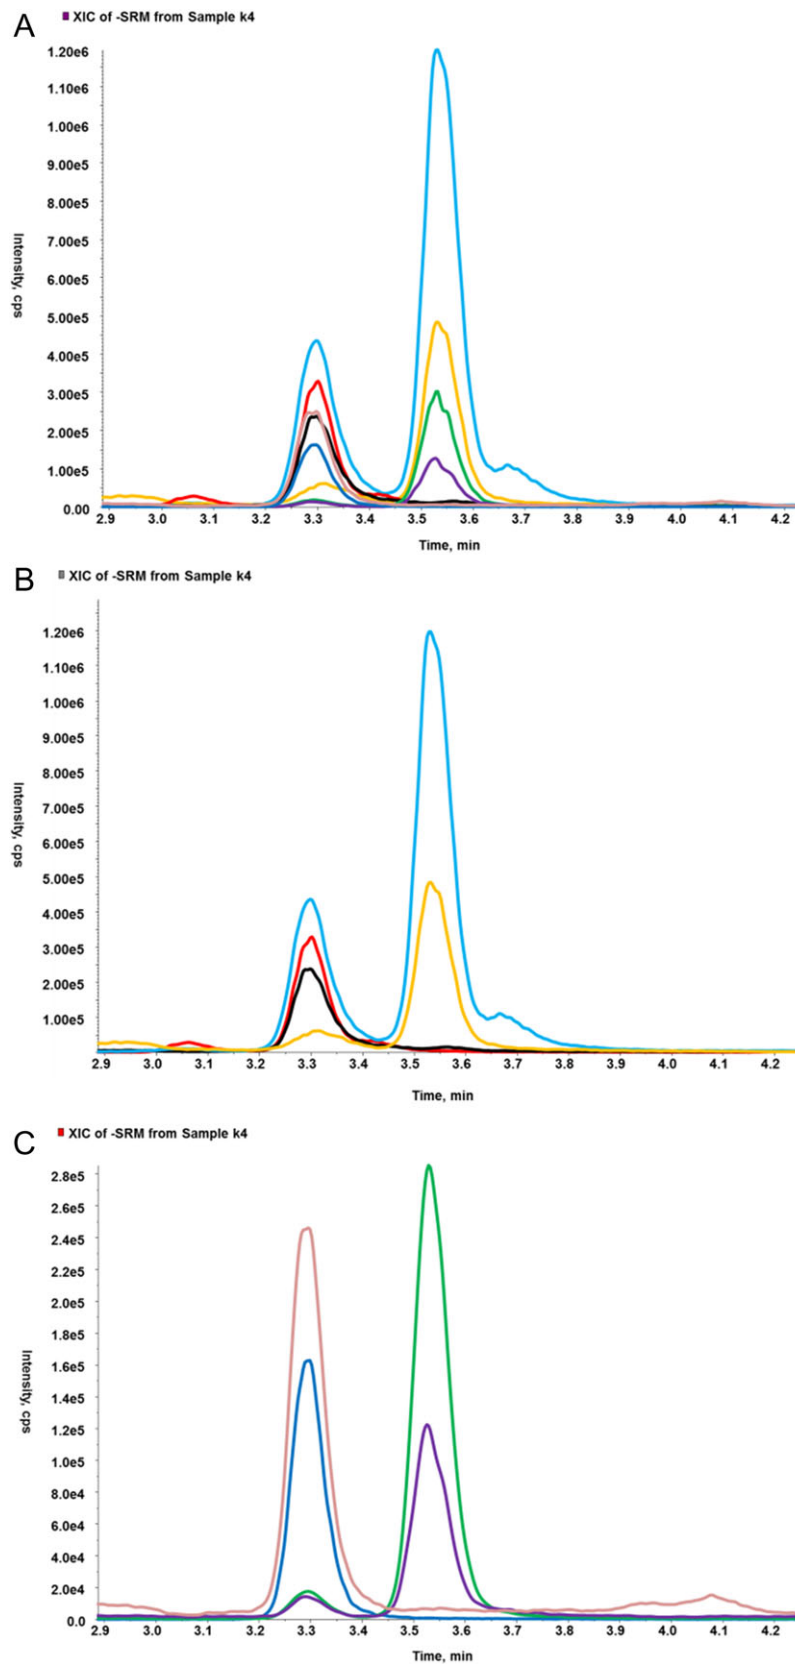 A
XIC of -SRM from Sample k4
1.20e6
1.10e6
1.00e6
9.00e5
8.00e5
7.00e5
6.00e5
5.00e5
4.00e5
3.00e5
2.00e5
1.00e5
0.00
Intensity, cps
2.9 3.0 3.1 3.2 3.3 3.4 3.5 3.6 3.7 3.8 3.9 4.0 4.1 4.2
Time, min
B
XIC of -SRM from Sample k4
1.20e6
1.10e6
1.00e6
9.00e5
8.00e5
7.00e5
6.00e5
5.00e5
4.00e5
3.00e5
2.00e5
1.00e5
Intensity, cps
2.9 3.0 3.1 3.2 3.3 3.4 3.5 3.6 3.7 3.8 3.9 4.0 4.1 4.2
Time, min
C
XIC of -SRM from Sample k4
2.8e5
2.6e5
2.4e5
2.2e5
2.0e5
1.8e5
1.6e5
1.4e5
1.2e5
1.0e5
8.0e4
6.0e4
4.0e4
2.0e4
0.0
Intensity, cps
2.9 3.0 3.1 3.2 3.3 3.4 3.5 3.6 3.7 3.8 3.9 4.0 4.1 4.2
Time, min